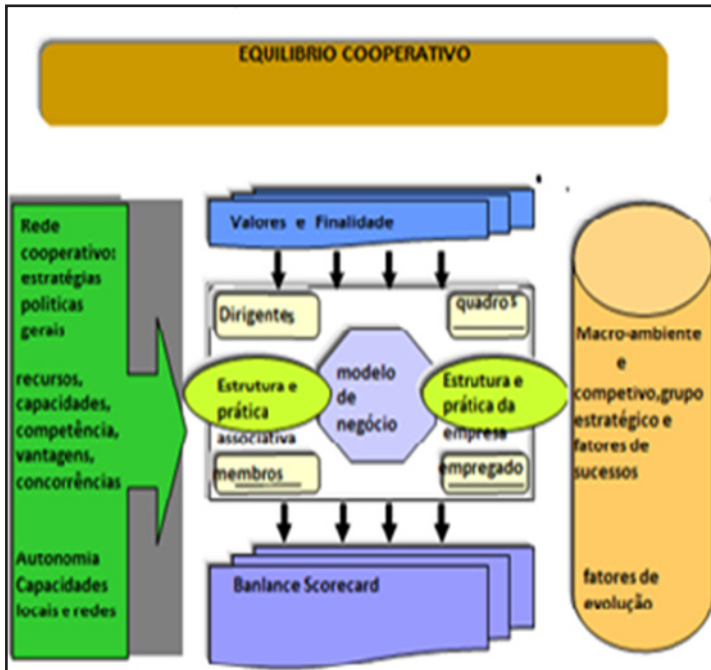 EQUILIBRIO COOPERATIVO
Rede
cooperativo:
estratégias
politicas
gerais
recursos,
capacidades,
competência,
vantagens,
concorrências
Autonomia
Capacidades
locais e redes
Valores e Finalidade
Dirigentes
quadros
Estrutura e
prática
associativa
modelo
de
negócio
Estrutura e
prática da
empresa
membros
empregado
Banlance Scorecard
Macro-ambiente
e
competivo,grupo
estratégico e
fatores de
sucessos
fatores de
evolução